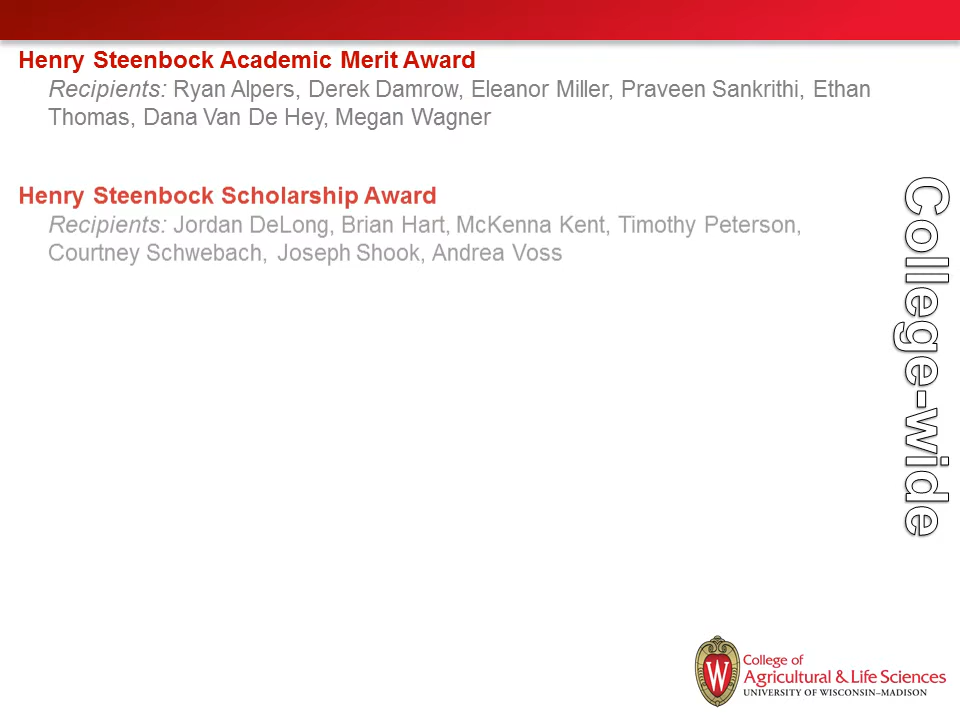 Henry Steenbock Academic Merit Award
Recipients: Ryan Alpers, Derek Damrow, Eleanor Miller, Praveen Sankrithi, Ethan
Thomas, Dana Van De Hey, Megan Wagner
Henry Steenbock Scholarship Award
Recipients: Jordan DeLong, Brian Hart, McKenna Kent, Timothy Peterson,
Courtney Schwebach, Joseph Shook, Andrea Voss
College-wide
W
College of
Agricultural & Life Sciences
UNIVERSITY OF WISCONSIN–MADISON